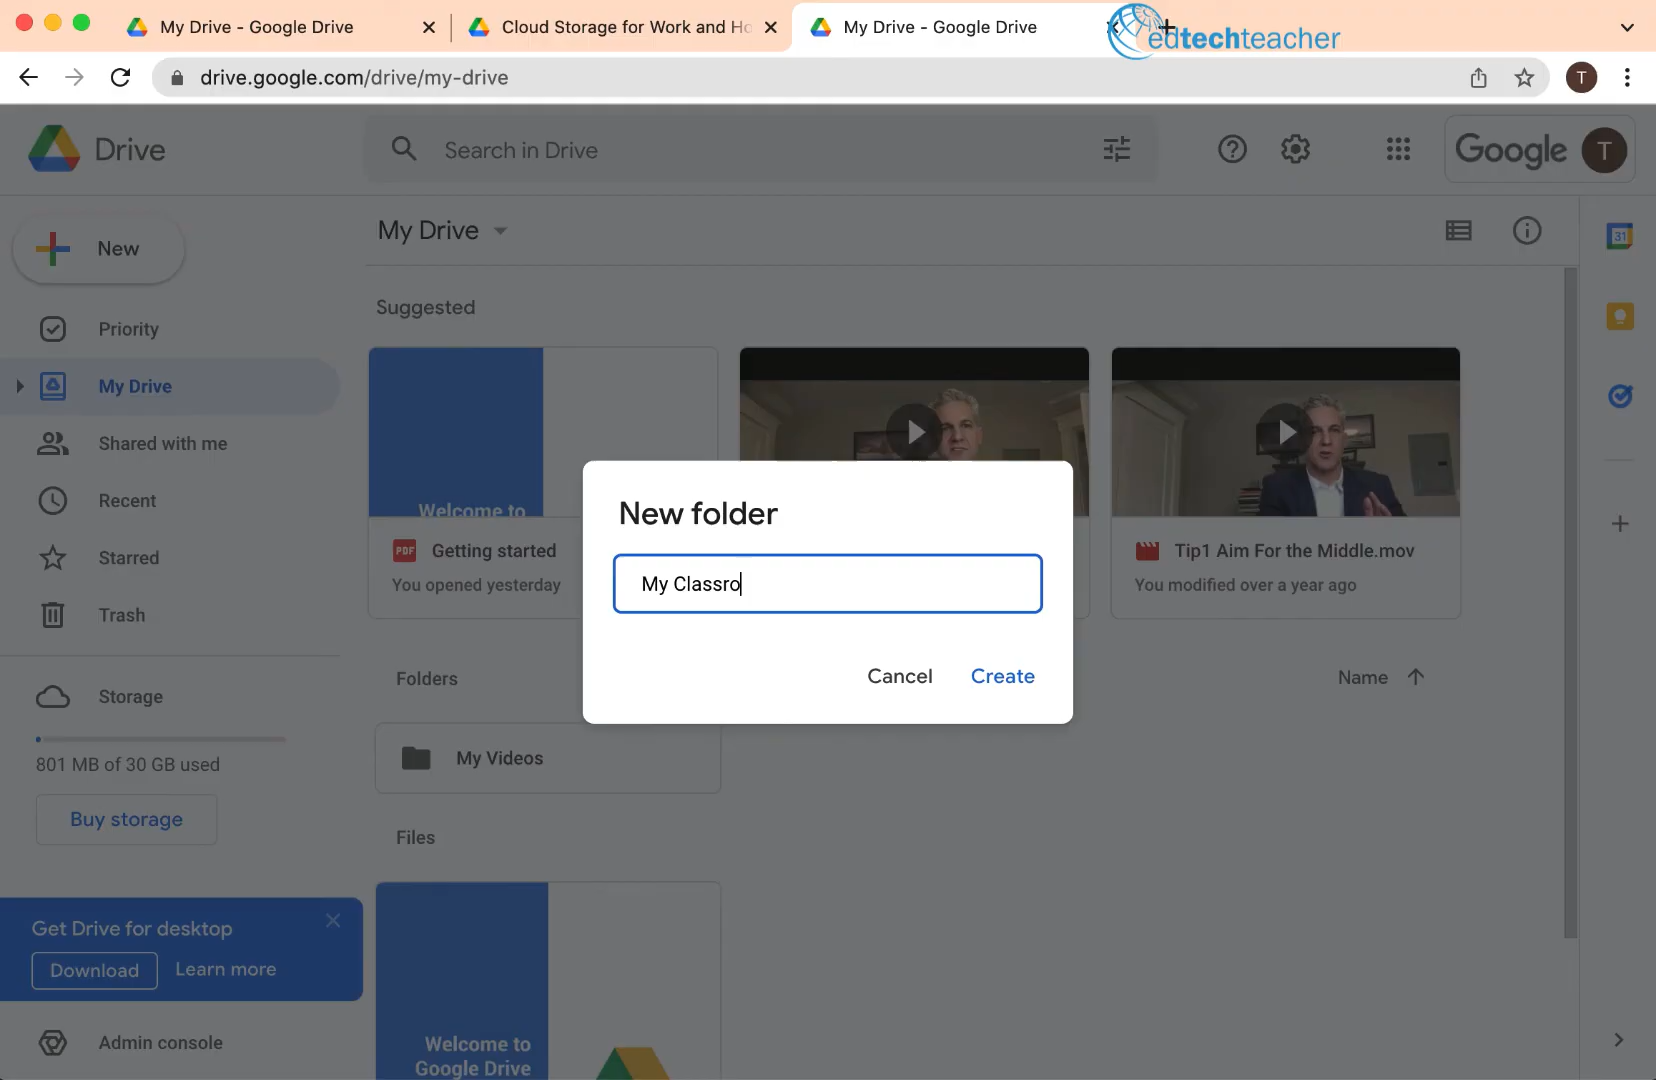 My Drive - Google Drive
Cloud Storage for Work and Ho
My Drive - Google Drive
edtechteacher
drive.google.com/drive/my-drive
T
Drive
Search in Drive
Google
T
New
My Drive
31
Suggested
Priority
My Drive
Shared with me
Recent
Starred
Trash
Storage
801 MB of 30 GB used
Buy storage
Get Drive for desktop
Download
Learn more
Admin console
Welcome to
PDF
Getting started
You opened yesterday
Tip1 Aim For the Middle.mov
You modified over a year ago
New folder
My Classro
Cancel
Create
Folders
Name
My Videos
Files
Welcome to
Google Drive